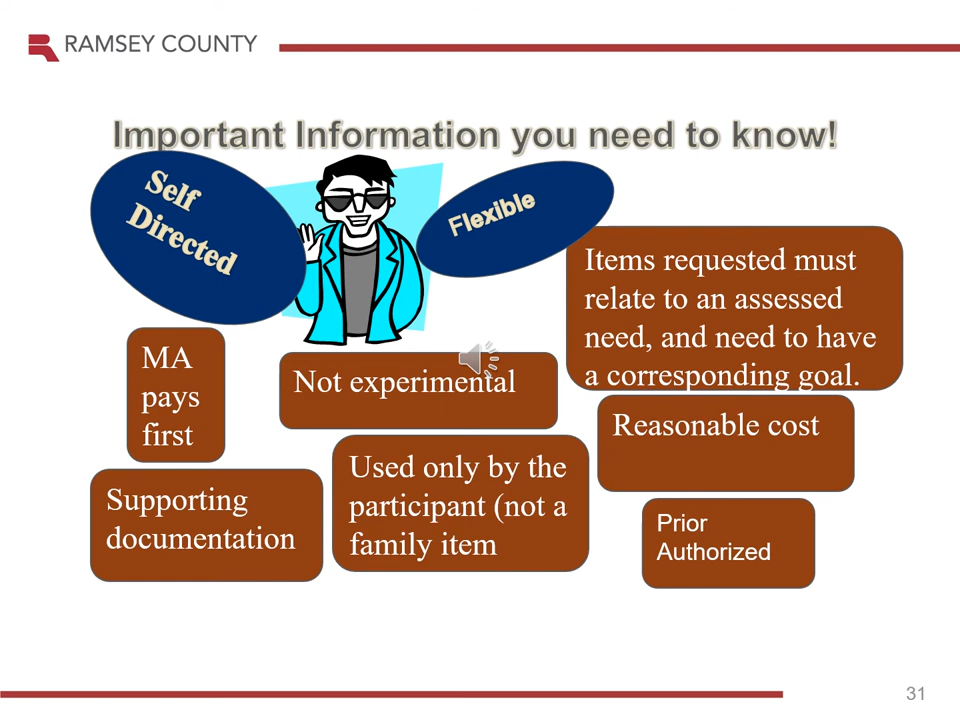 RAMSEY COUNTY
Important Information you need to know!
Self
Directed
Flexible
Items requested must
relate to an assessed
need, and need to have
a corresponding goal.
MA
pays
first
Not experimental
Reasonable cost
Used only by the
participant (not a
family item
Supporting
documentation
Prior
Authorized
31